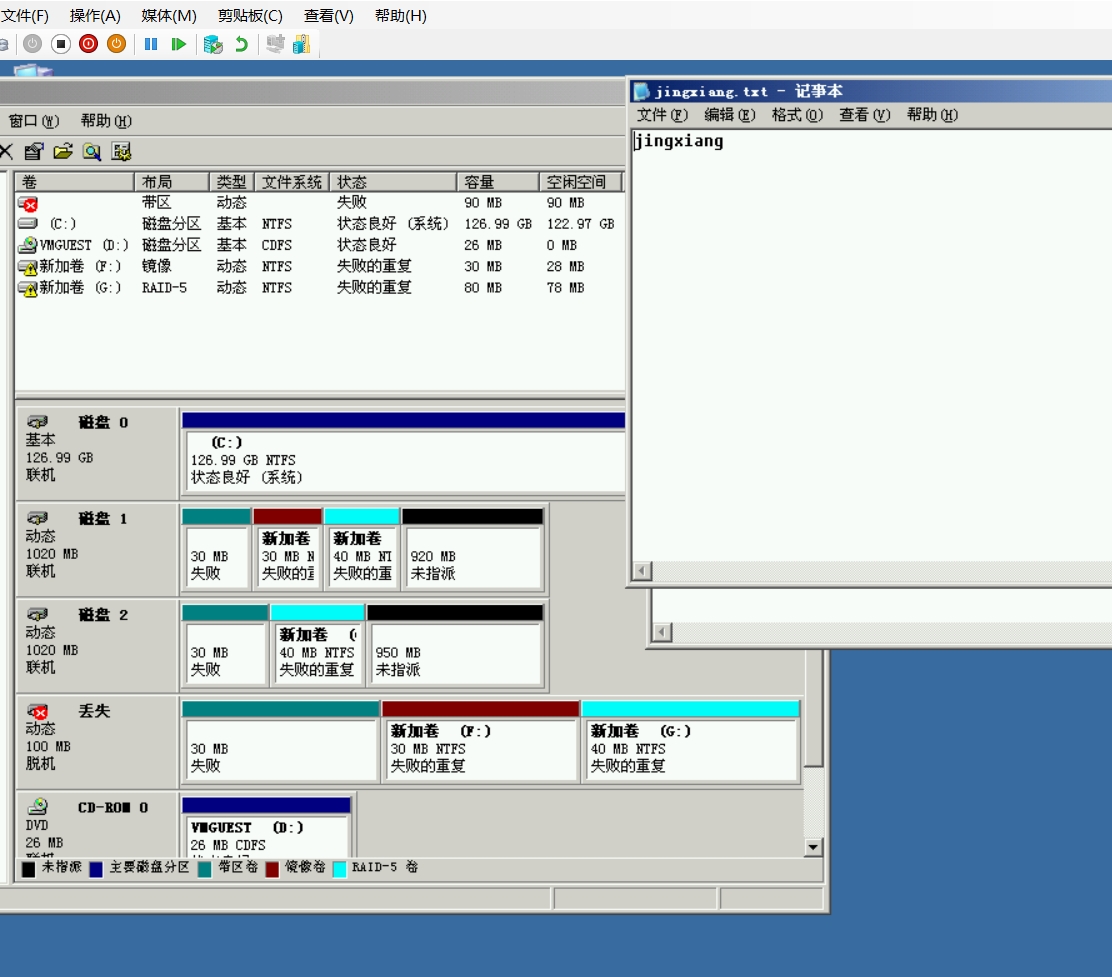 文件(F) 操作(A) 媒体(M) 剪贴板(C) 查看(V) 帮助(H)
窗口(W) 帮助(H)
卷 布局 类型 文件系统 状态 容量 空闲空间
带区 动态 失败 90 MB 90 MB
(C:) 磁盘分区 基本 NTFS 状态良好 (系统) 126.99 GB 122.97 GB
VMGUEST (D:) 磁盘分区 基本 CDFS 状态良好 26 MB 0 MB
新加卷 (F:) 镜像 动态 NTFS 失败的重复 30 MB 28 MB
新加卷 (G:) RAID-5 动态 NTFS 失败的重复 80 MB 78 MB
磁盘 0
基本
126.99 GB
联机
(C:)
126.99 GB NTFS
状态良好 (系统)
磁盘 1
动态
1020 MB
联机
30 MB
失败
新加卷
30 MB N
失败的重
新加卷
40 MB NT
失败的重
920 MB
未指派
磁盘 2
动态
1020 MB
联机
30 MB
失败
新加卷 (
40 MB NTFS
失败的重复
950 MB
未指派
丢失
动态
100 MB
脱机
30 MB
失败
新加卷 (F:)
30 MB NTFS
失败的重复
新加卷 (G:)
40 MB NTFS
失败的重复
CD-ROM 0
DVD
26 MB
VMGUEST (D:)
26 MB CDFS
未指派 主要磁盘分区 带区卷 镜像卷 RAID-5 卷
jingxiang.txt - 记事本
文件(F) 编辑(E) 格式(O) 查看(V) 帮助(H)
jingxiang